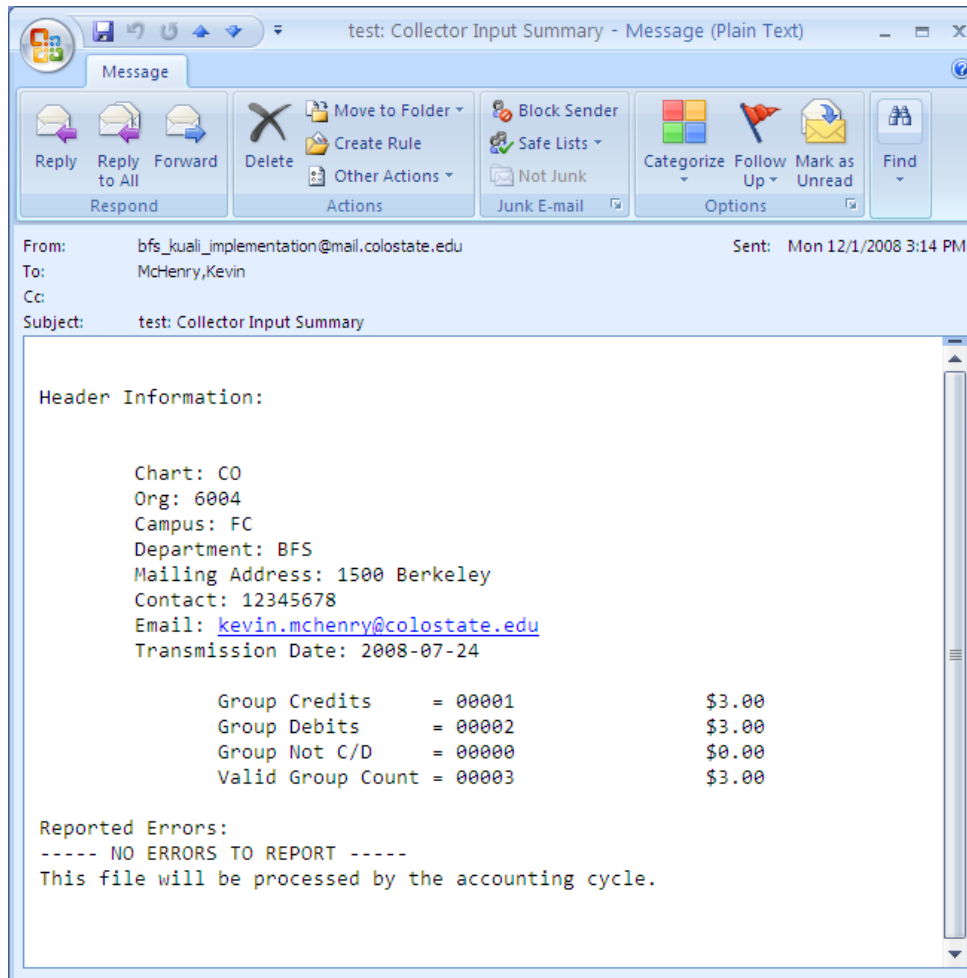 test: Collector Input Summary - Message (Plain Text)
Message
Reply
Reply to All
Forward
Delete
Move to Folder
Create Rule
Other Actions
Block Sender
Safe Lists
Not Junk
Categorize
Follow Up
Mark as Unread
Find
Respond
Actions
Junk E-mail
Options
From: bfs_kuali_implementation@mail.colostate.edu Sent: Mon 12/1/2008 3:14 PM
To: McHenry,Kevin
Cc:
Subject: test: Collector Input Summary
Header Information:
Chart: CO
Org: 6004
Campus: FC
Department: BFS
Mailing Address: 1500 Berkeley
Contact: 12345678
Email: kevin.mchenry@colostate.edu
Transmission Date: 2008-07-24
Group Credits = 00001 $3.00
Group Debits = 00002 $3.00
Group Not C/D = 00000 $0.00
Valid Group Count = 00003 $3.00
Reported Errors:
----- NO ERRORS TO REPORT -----
This file will be processed by the accounting cycle.